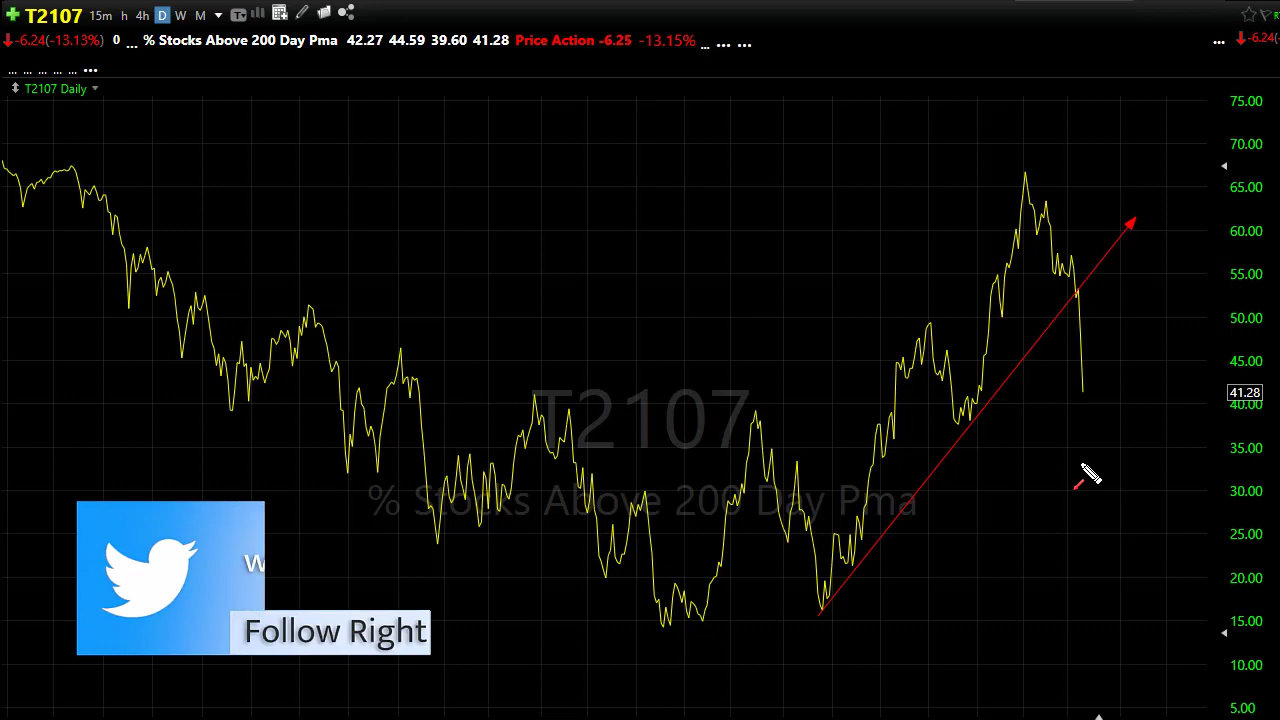 T2107 15m h 4h D W M
-6.24 (-13.13%) 0 ... % Stocks Above 200 Day Pma 42.27 44.59 39.60 41.28 Price Action -6.25 -13.15% ... ... ... ... -6.24(
... ... ... ... ... ...
T2107 Daily
75.00
70.00
65.00
60.00
55.00
50.00
45.00
41.28
40.00
35.00
30.00
25.00
20.00
15.00
10.00
5.00
T2107
% Stocks Above 200 Day Pma
W
Follow Right